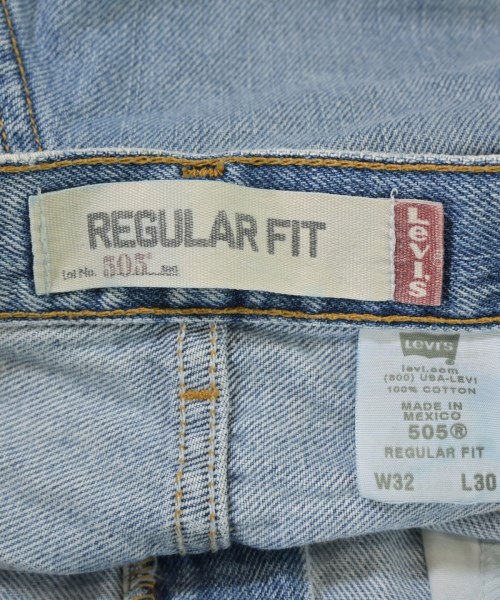 REGULAR FIT
Lot No. 505®
Levi's
Levi's
levi.com
(800) USA-LEVI
100% COTTON
MADE IN
MEXICO
505®
REGULAR FIT
W32 L30